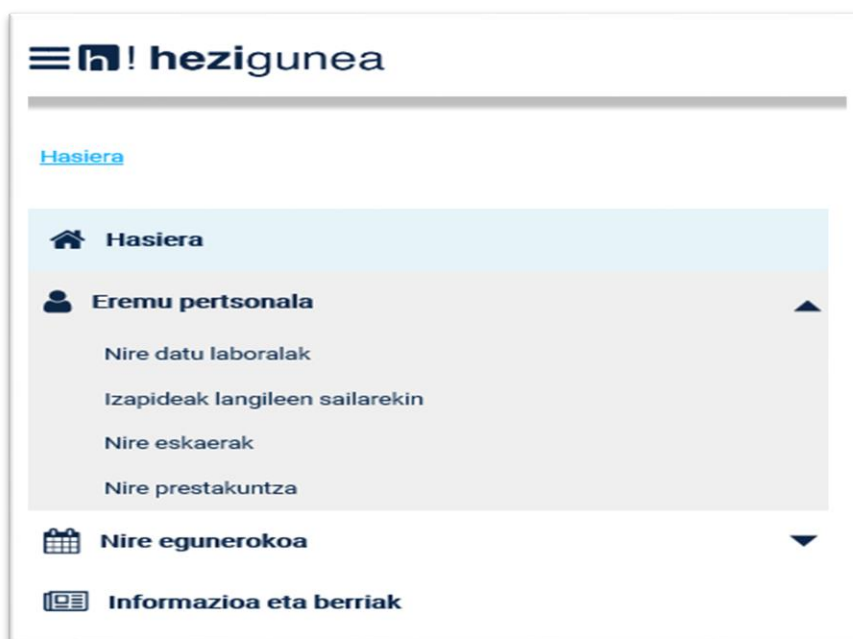 h! hezigunea
Hasiera
Hasiera
Eremu pertsonala
Nire datu laboralak
Izapideak langileen sailarekin
Nire eskaerak
Nire prestakuntza
Nire egunerokoa
Informazioa eta berriak